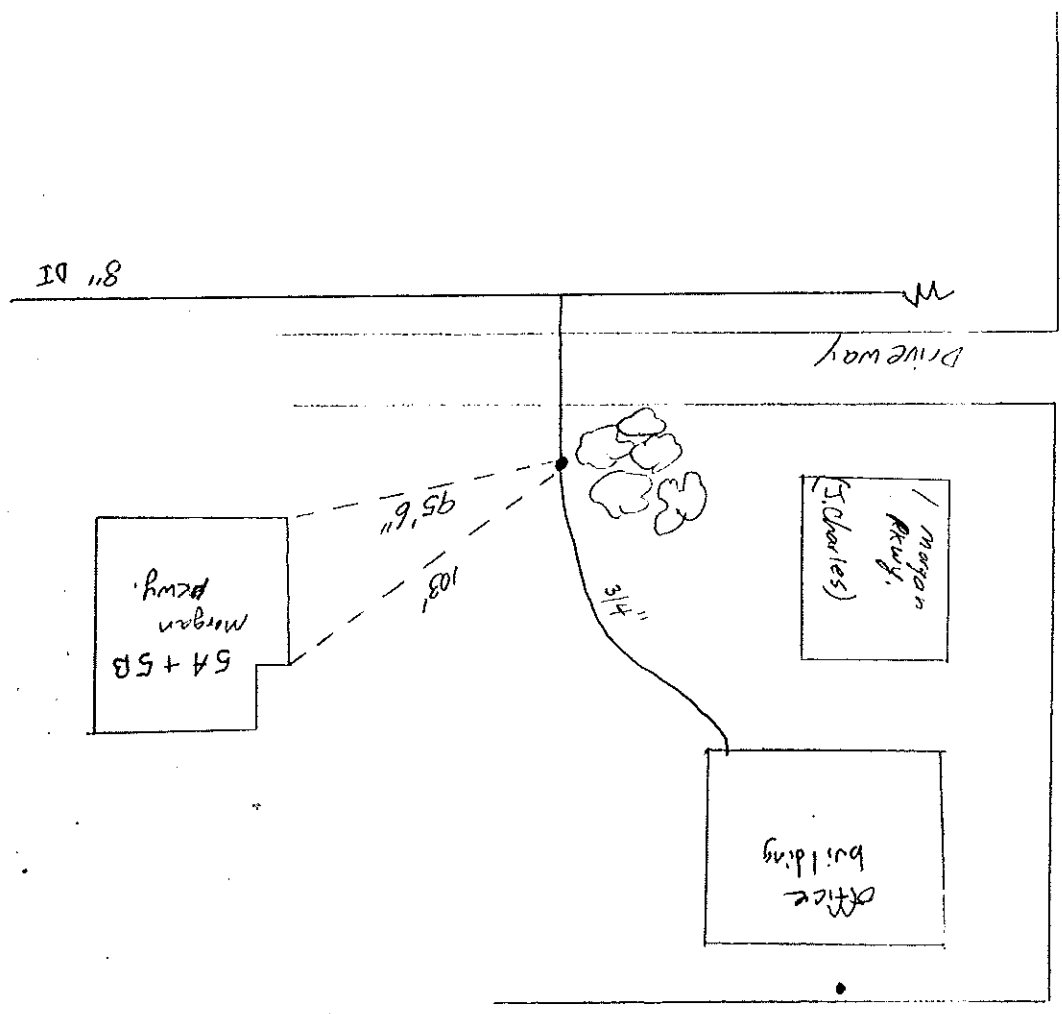 office
building
5A + 5B
Morgan
pkwy.
1 morgan
Pkwy.
(J.Charles)
3/4"
103'
95'6"
Driveway
8" DI